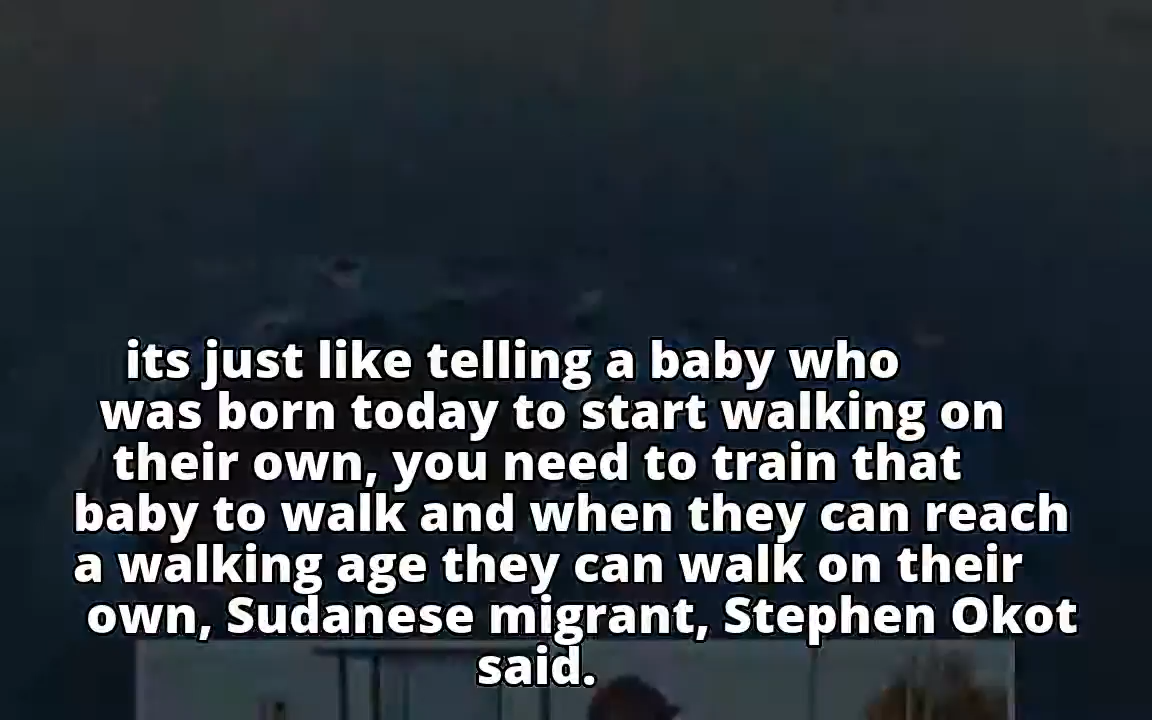 its just like telling a baby who
was born today to start walking on
their own, you need to train that
baby to walk and when they can reach
a walking age they can walk on their
own, Sudanese migrant, Stephen Okot
said.